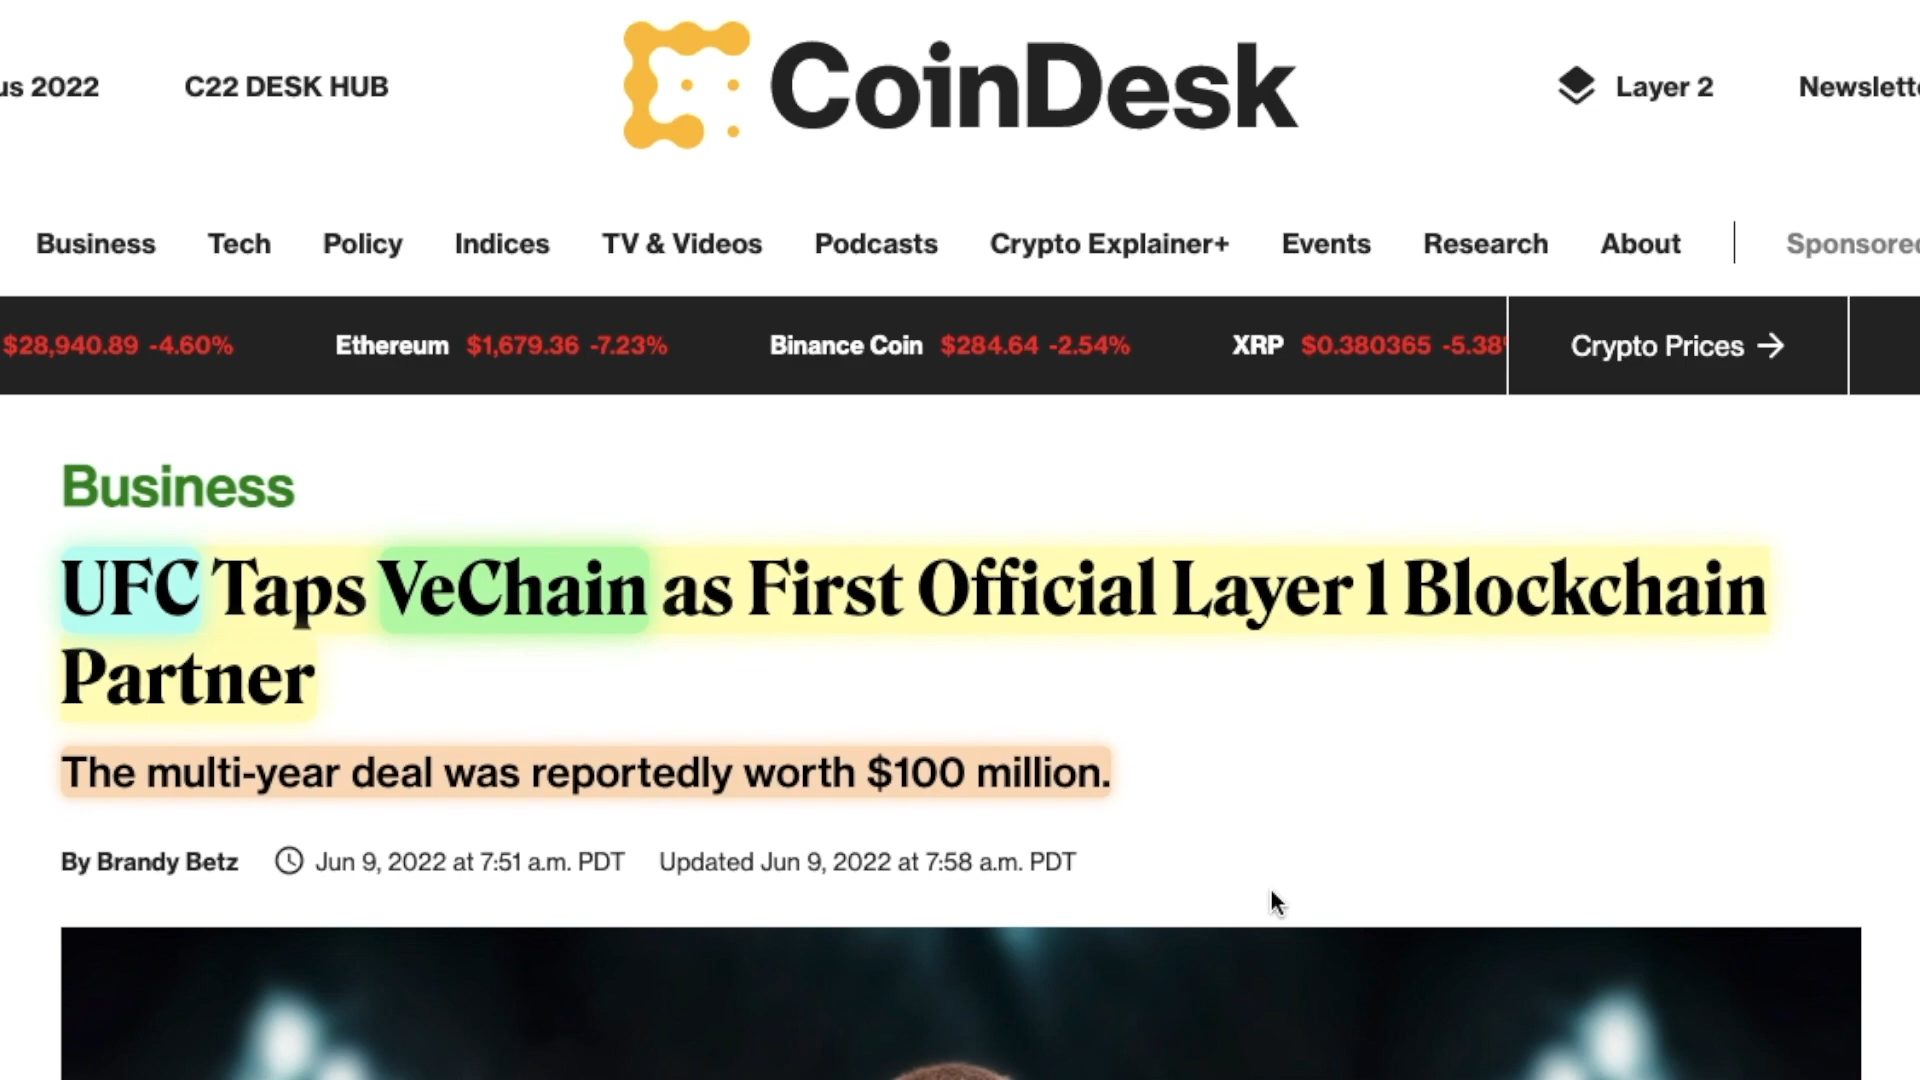 us 2022 C22 DESK HUB CoinDesk Layer 2 Newslett
Business Tech Policy Indices TV & Videos Podcasts Crypto Explainer+ Events Research About Sponsored
$28,940.89 -4.60% Ethereum $1,679.36 -7.23% Binance Coin $284.64 -2.54% XRP $0.380365 -5.38% Crypto Prices →
Business
UFC Taps VeChain as First Official Layer 1 Blockchain
Partner
The multi-year deal was reportedly worth $100 million.
By Brandy Betz Jun 9, 2022 at 7:51 a.m. PDT Updated Jun 9, 2022 at 7:58 a.m. PDT